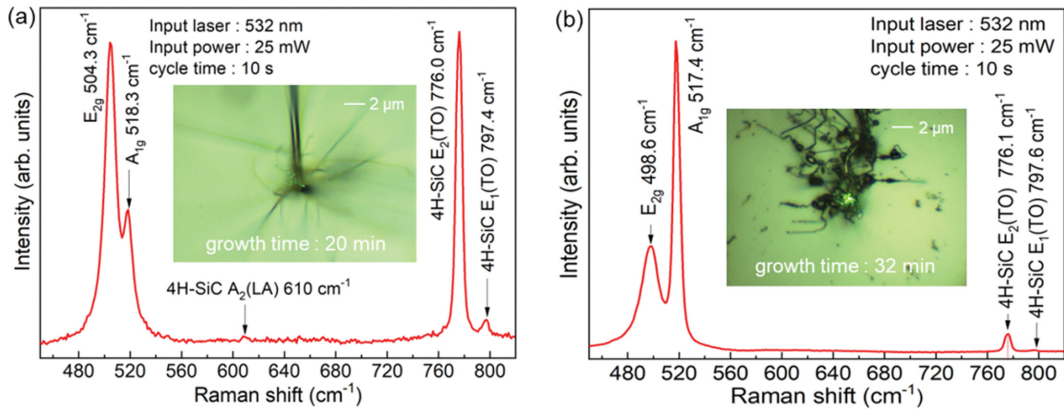 (a)
Input laser : 532 nm
Input power : 25 mW
cycle time : 10 s
E2g 504.3 cm-1
A1g 518.3 cm-1
2 μm
growth time : 20 min
4H-SiC A2(LA) 610 cm-1
4H-SiC E2(TO) 776.0 cm-1
4H-SiC E1(TO) 797.4 cm-1
Intensity (arb. units)
480 520 560 600 640 680 720 760 800
Raman shift (cm-1)
(b)
Input laser : 532 nm
Input power : 25 mW
cycle time : 10 s
E2g 498.6 cm-1
A1g 517.4 cm-1
2 μm
growth time : 32 min
4H-SiC E2(TO) 776.1 cm-1
4H-SiC E1(TO) 797.6 cm-1
Intensity (arb. units)
480 520 560 600 640 680 720 760 800
Raman shift (cm-1)